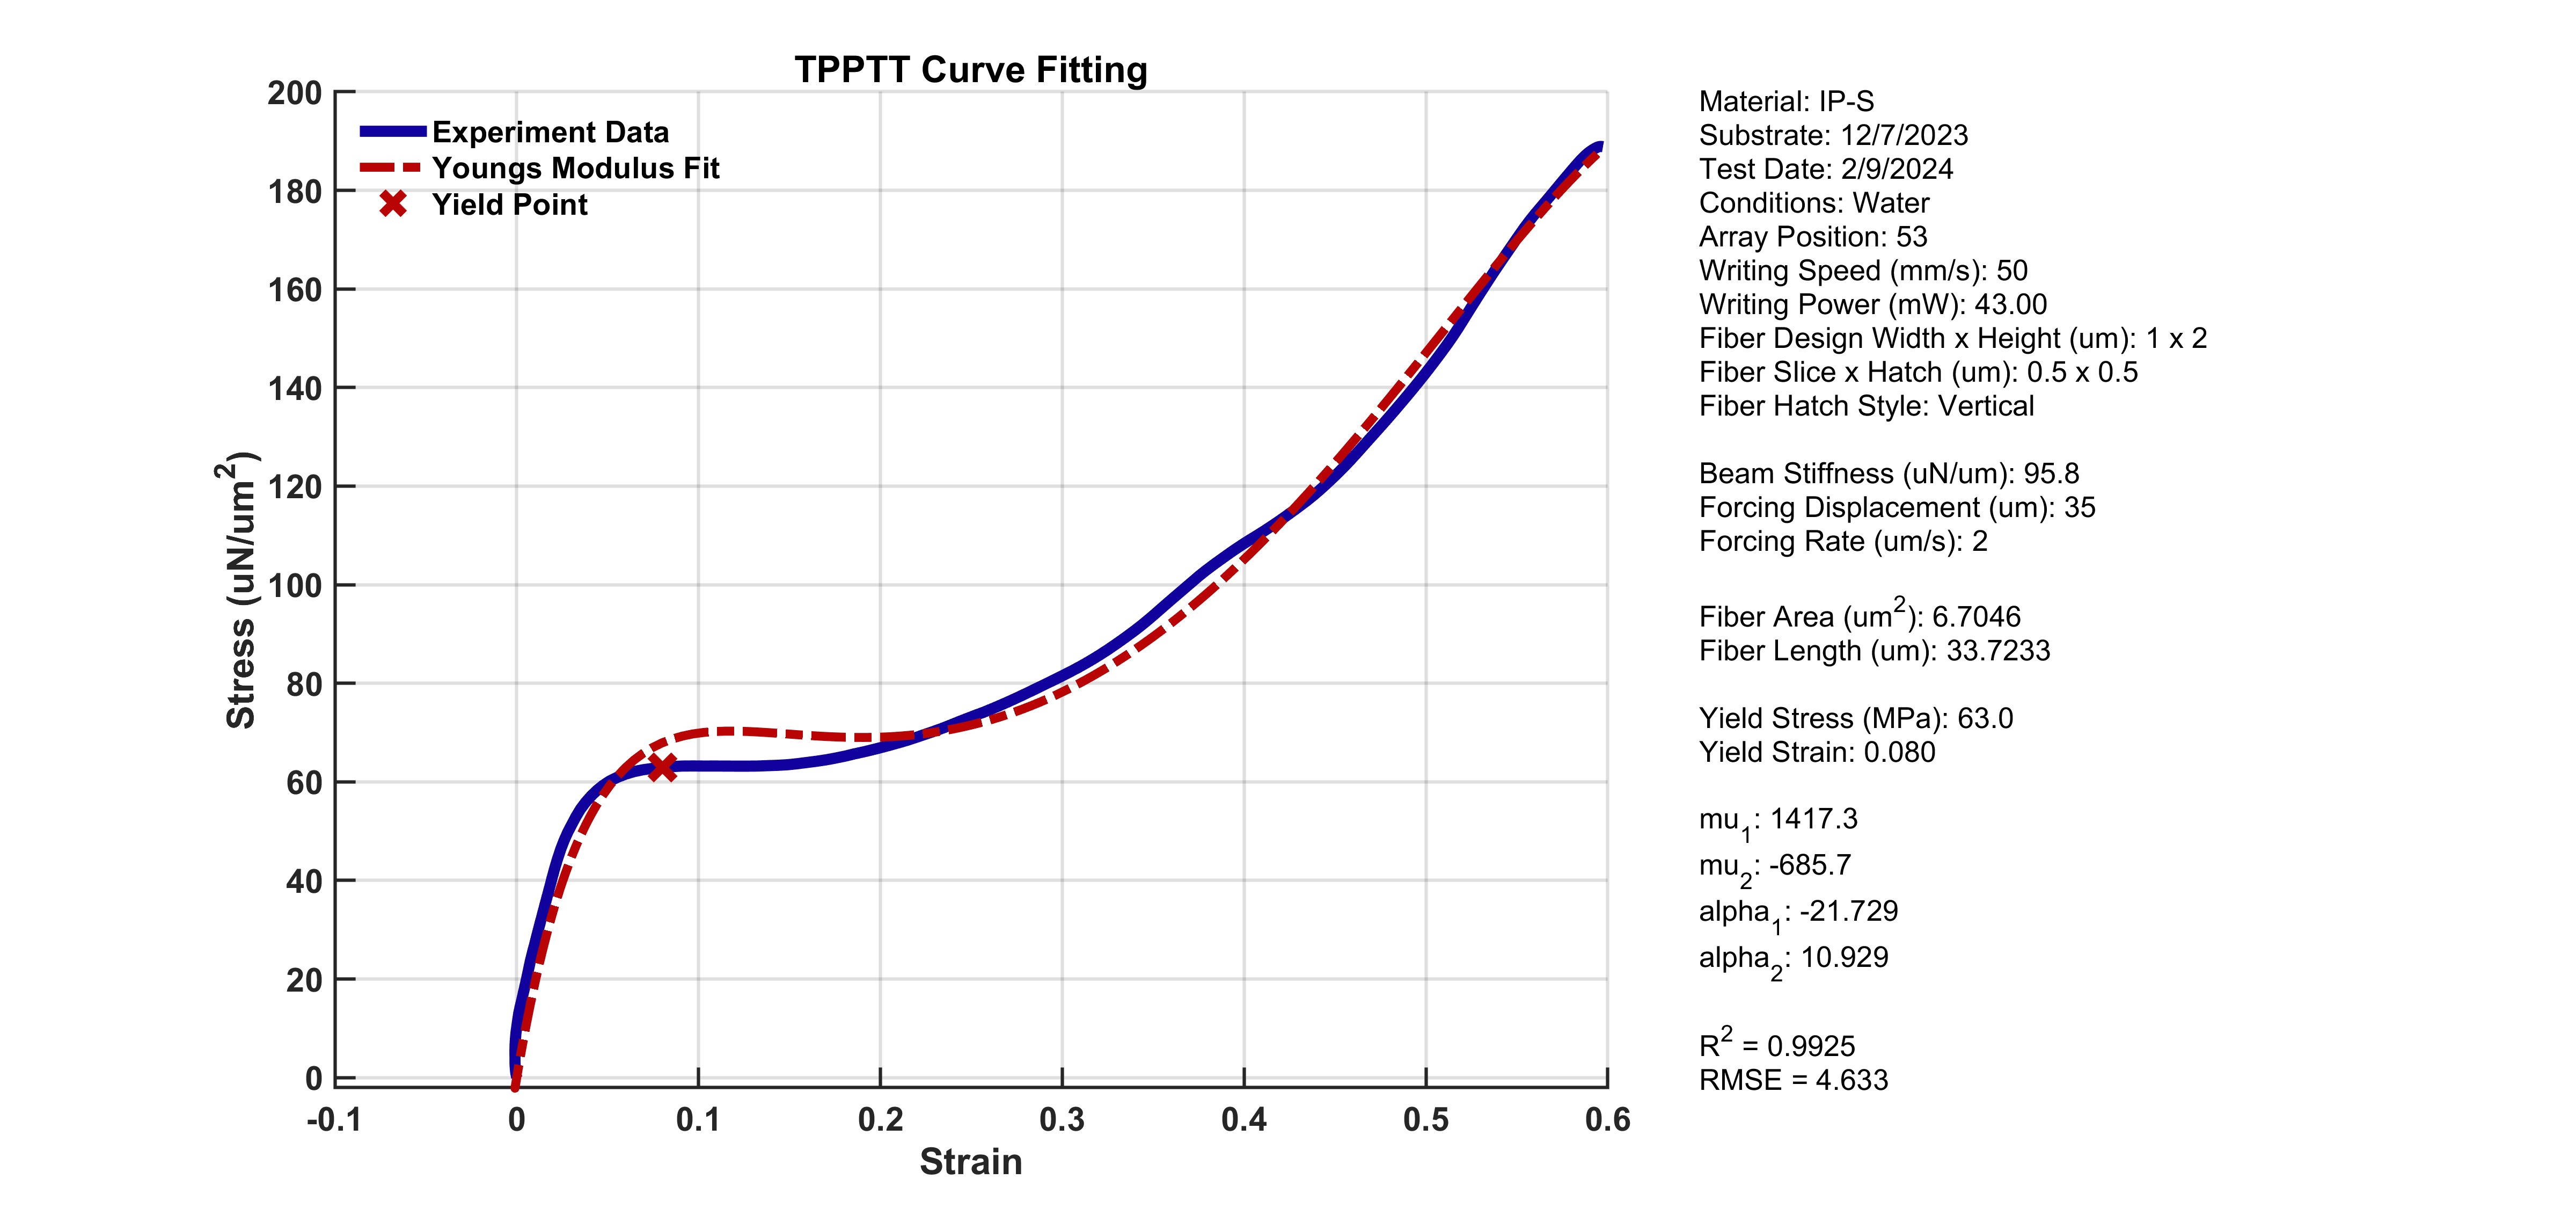 TPPTT Curve Fitting
Experiment Data
Youngs Modulus Fit
Yield Point
Stress (uN/um²)
200
180
160
140
120
100
80
60
40
20
0
-0.1 0 0.1 0.2 0.3 0.4 0.5 0.6
Strain
Material: IP-S
Substrate: 12/7/2023
Test Date: 2/9/2024
Conditions: Water
Array Position: 53
Writing Speed (mm/s): 50
Writing Power (mW): 43.00
Fiber Design Width x Height (um): 1 x 2
Fiber Slice x Hatch (um): 0.5 x 0.5
Fiber Hatch Style: Vertical
Beam Stiffness (uN/um): 95.8
Forcing Displacement (um): 35
Forcing Rate (um/s): 2
Fiber Area (um²): 6.7046
Fiber Length (um): 33.7233
Yield Stress (MPa): 63.0
Yield Strain: 0.080
mu₁: 1417.3
mu₂: -685.7
alpha₁: -21.729
alpha₂: 10.929
R² = 0.9925
RMSE = 4.633